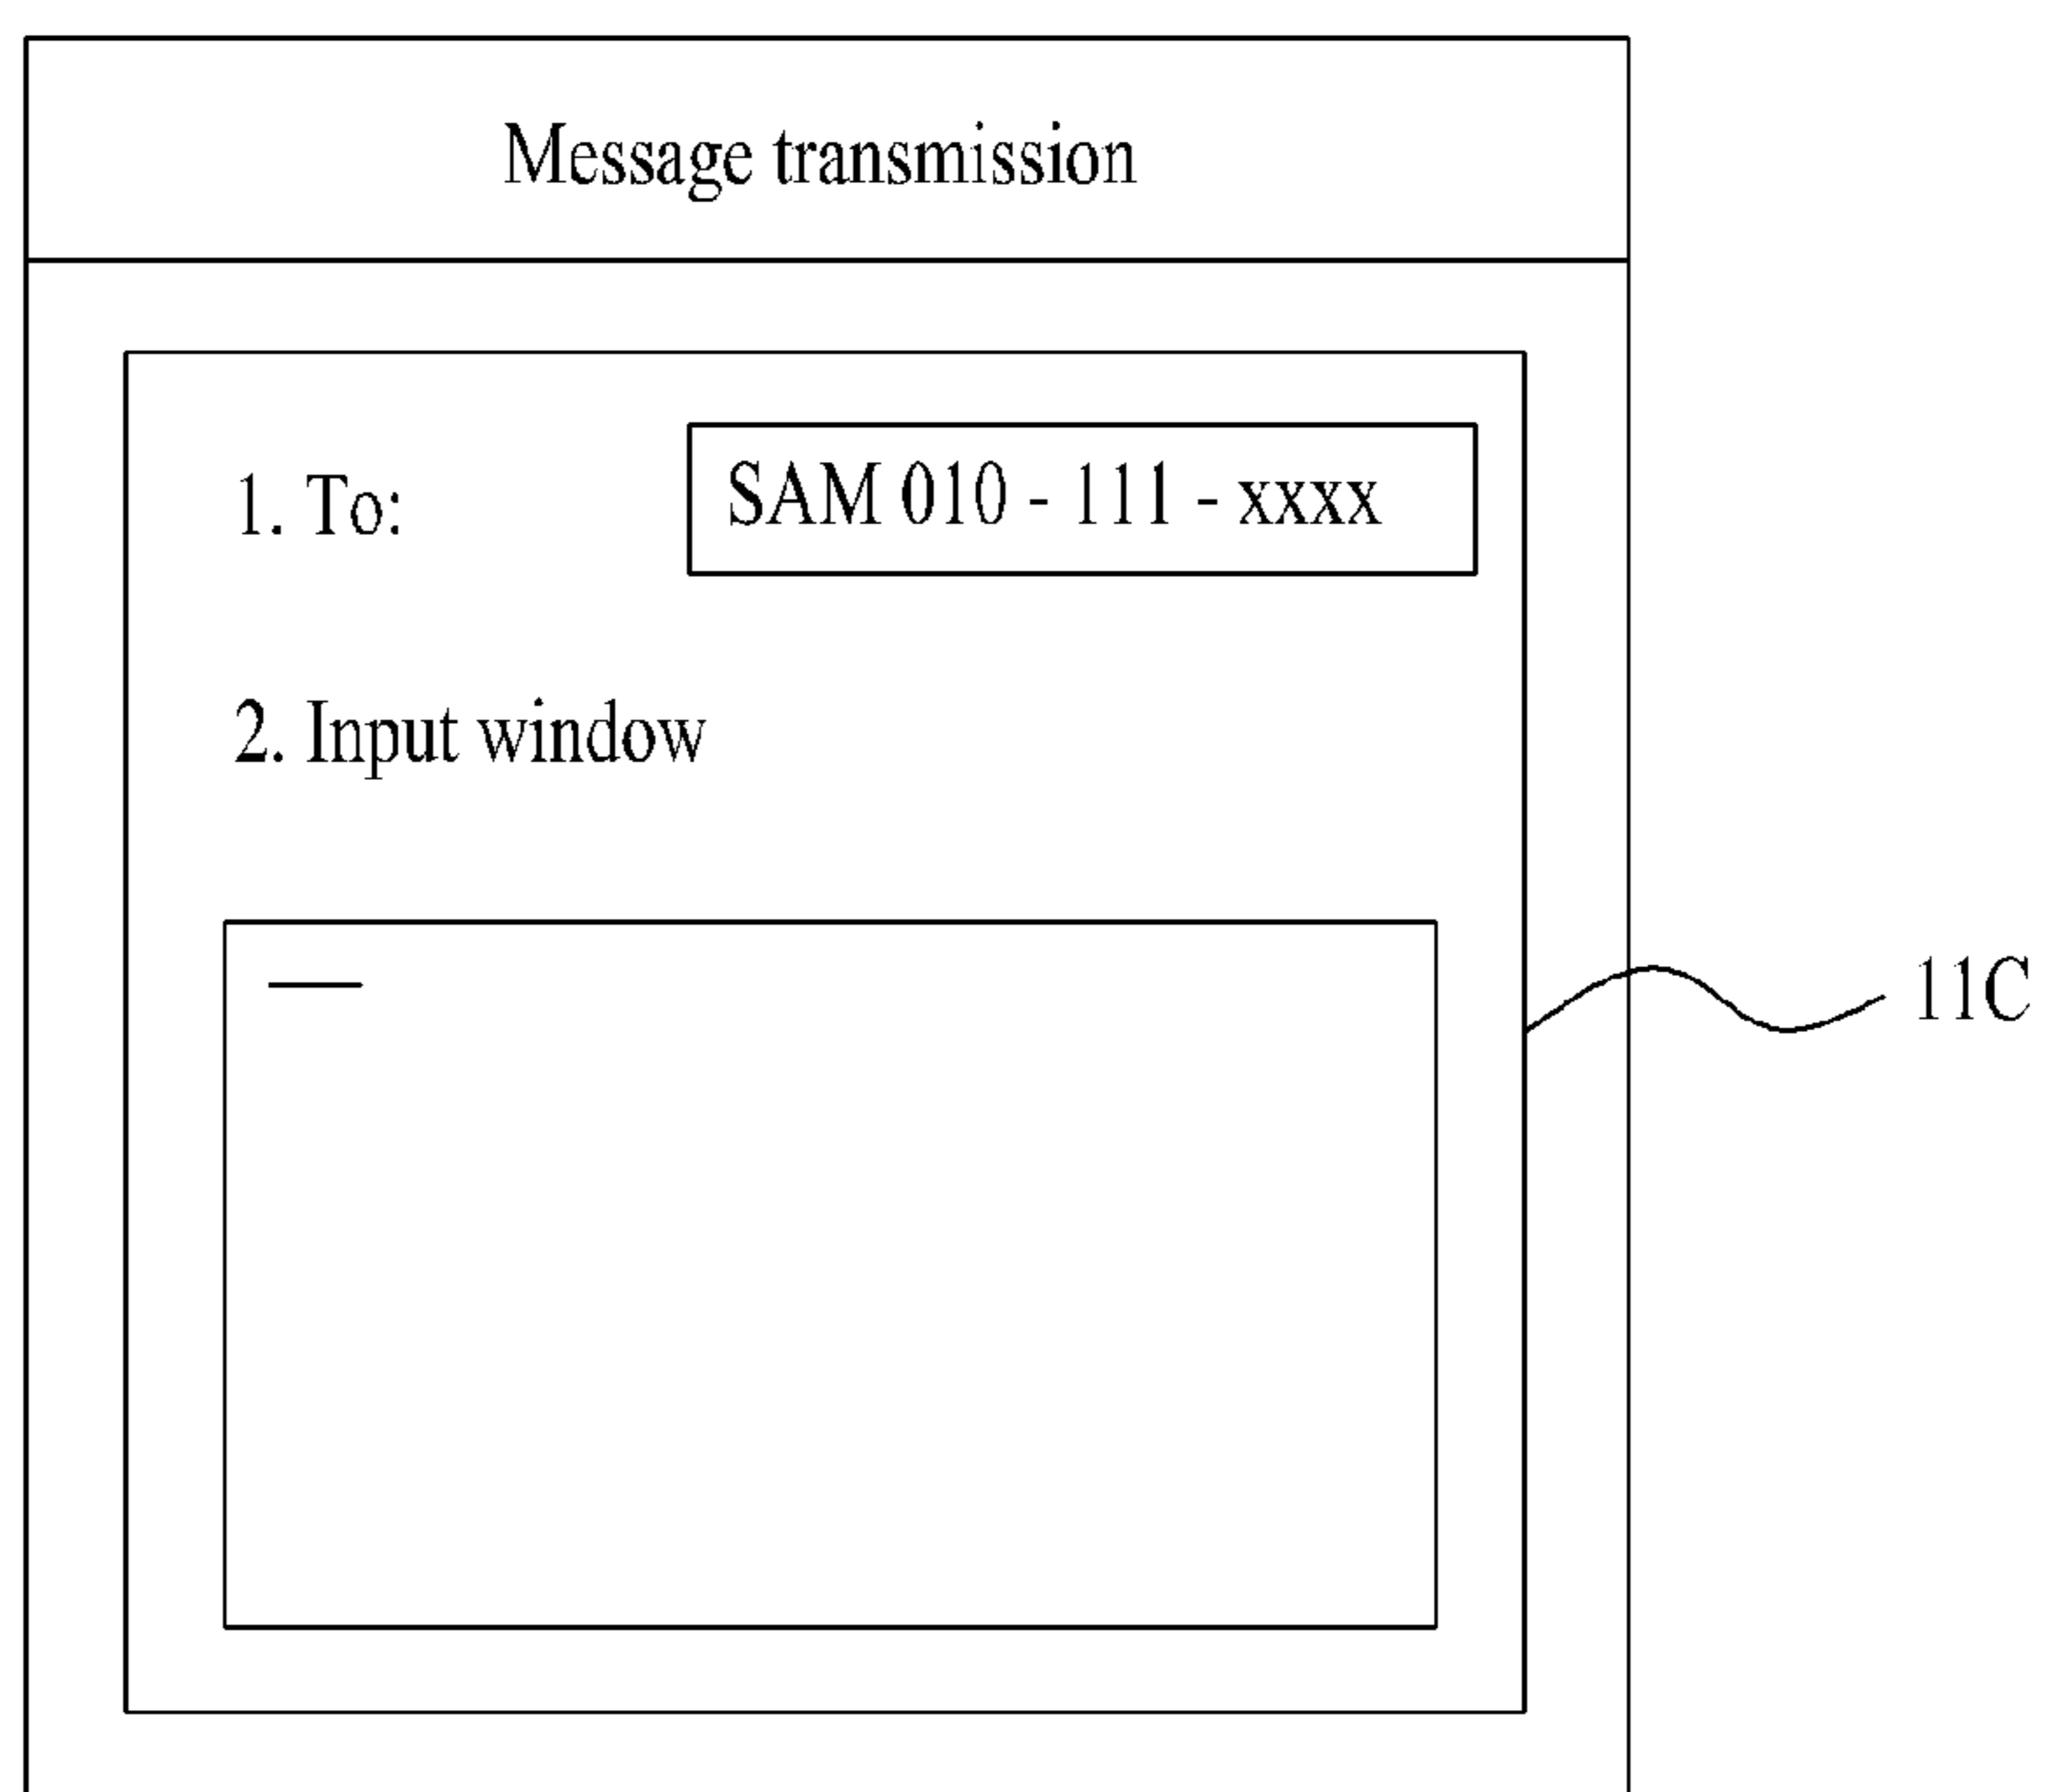 Message transmission
1. To: SAM 010 - 111 - xxxx
2. Input window
11C